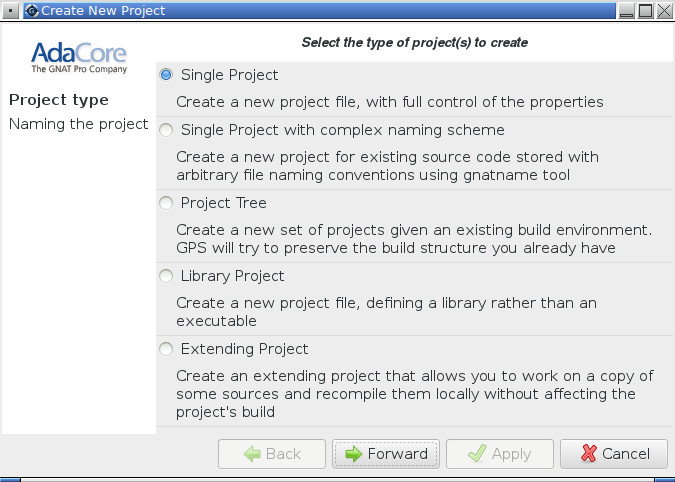 Create New Project
AdaCore
The GNAT Pro Company
Project type
Naming the project
Select the type of project(s) to create
Single Project
Create a new project file, with full control of the properties
Single Project with complex naming scheme
Create a new project for existing source code stored with
arbitrary file naming conventions using gnatname tool
Project Tree
Create a new set of projects given an existing build environment.
GPS will try to preserve the build structure you already have
Library Project
Create a new project file, defining a library rather than an
executable
Extending Project
Create an extending project that allows you to work on a copy of
some sources and recompile them locally without affecting the
project's build
Back
Forward
Apply
Cancel